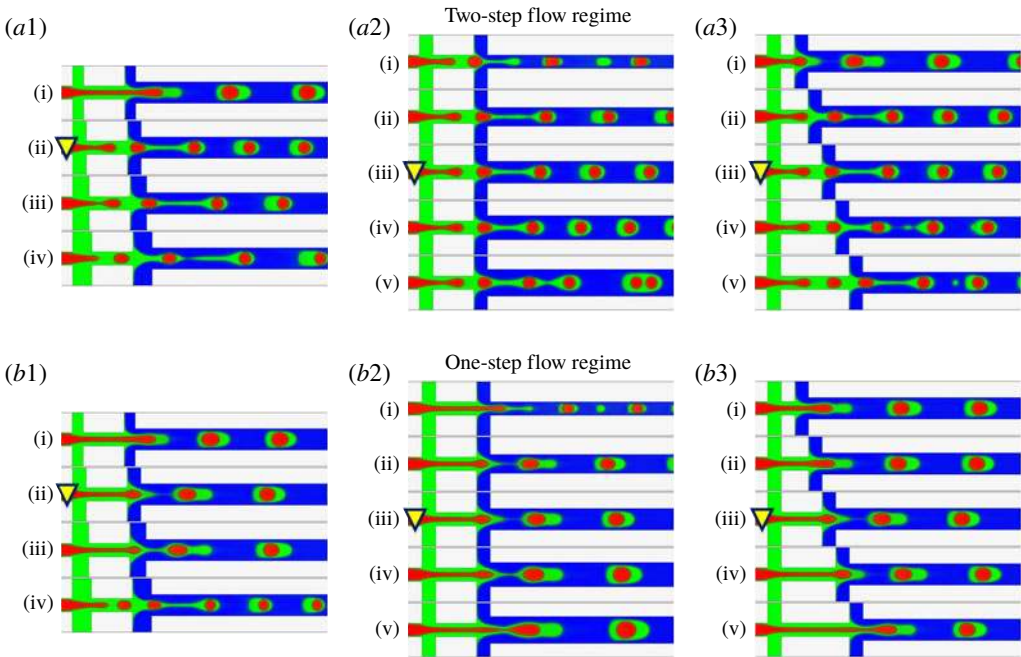 Two-step flow regime
(a1)
(i)
(ii)
(iii)
(iv)
(a2)
(i)
(ii)
(iii)
(iv)
(v)
(a3)
(i)
(ii)
(iii)
(iv)
(v)
One-step flow regime
(b1)
(i)
(ii)
(iii)
(iv)
(b2)
(i)
(ii)
(iii)
(iv)
(v)
(b3)
(i)
(ii)
(iii)
(iv)
(v)